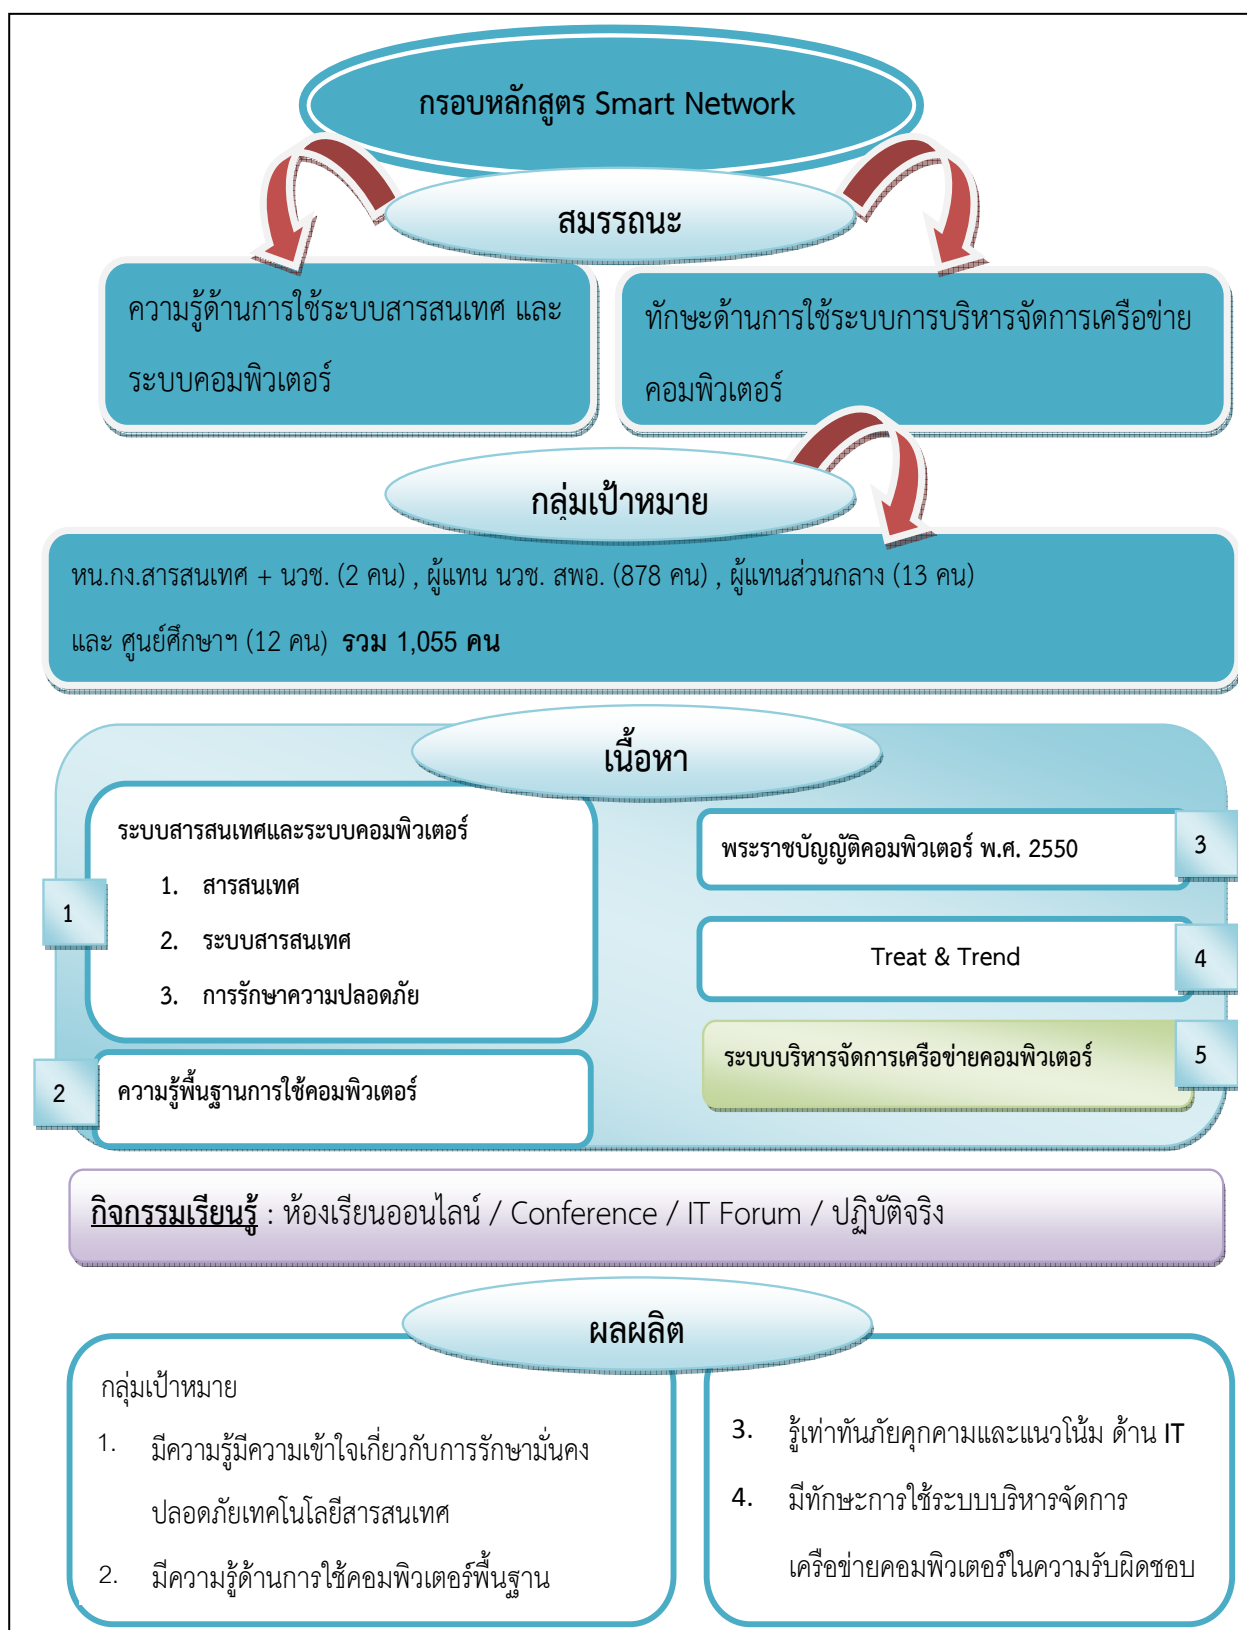 กรอบหลักสูตร Smart Network
สมรรถนะ
ความรู้ด้านการใช้ระบบสารสนเทศ และ
ระบบคอมพิวเตอร์
ทักษะด้านการใช้ระบบการบริหารจัดการเครือข่าย
คอมพิวเตอร์
กลุ่มเป้าหมาย
หน.กง.สารสนเทศ + นวช. (2 คน) , ผู้แทน นวช. สพอ. (878 คน) , ผู้แทนส่วนกลาง (13 คน)
และ ศูนย์ศึกษาฯ (12 คน) รวม 1,055 คน
เนื้อหา
1
ระบบสารสนเทศและระบบคอมพิวเตอร์
1. สารสนเทศ
2. ระบบสารสนเทศ
3. การรักษาความปลอดภัย
2
ความรู้พื้นฐานการใช้คอมพิวเตอร์
พระราชบัญญัติคอมพิวเตอร์ พ.ศ. 2550
3
Treat & Trend
4
ระบบบริหารจัดการเครือข่ายคอมพิวเตอร์
5
กิจกรรมเรียนรู้ : ห้องเรียนออนไลน์ / Conference / IT Forum / ปฏิบัติจริง
ผลผลิต
กลุ่มเป้าหมาย
1. มีความรู้มีความเข้าใจเกี่ยวกับการรักษามั่นคง
ปลอดภัยเทคโนโลยีสารสนเทศ
2. มีความรู้ด้านการใช้คอมพิวเตอร์พื้นฐาน
3. รู้เท่าทันภัยคุกคามและแนวโน้ม ด้าน IT
4. มีทักษะการใช้ระบบบริหารจัดการ
เครือข่ายคอมพิวเตอร์ในความรับผิดชอบ